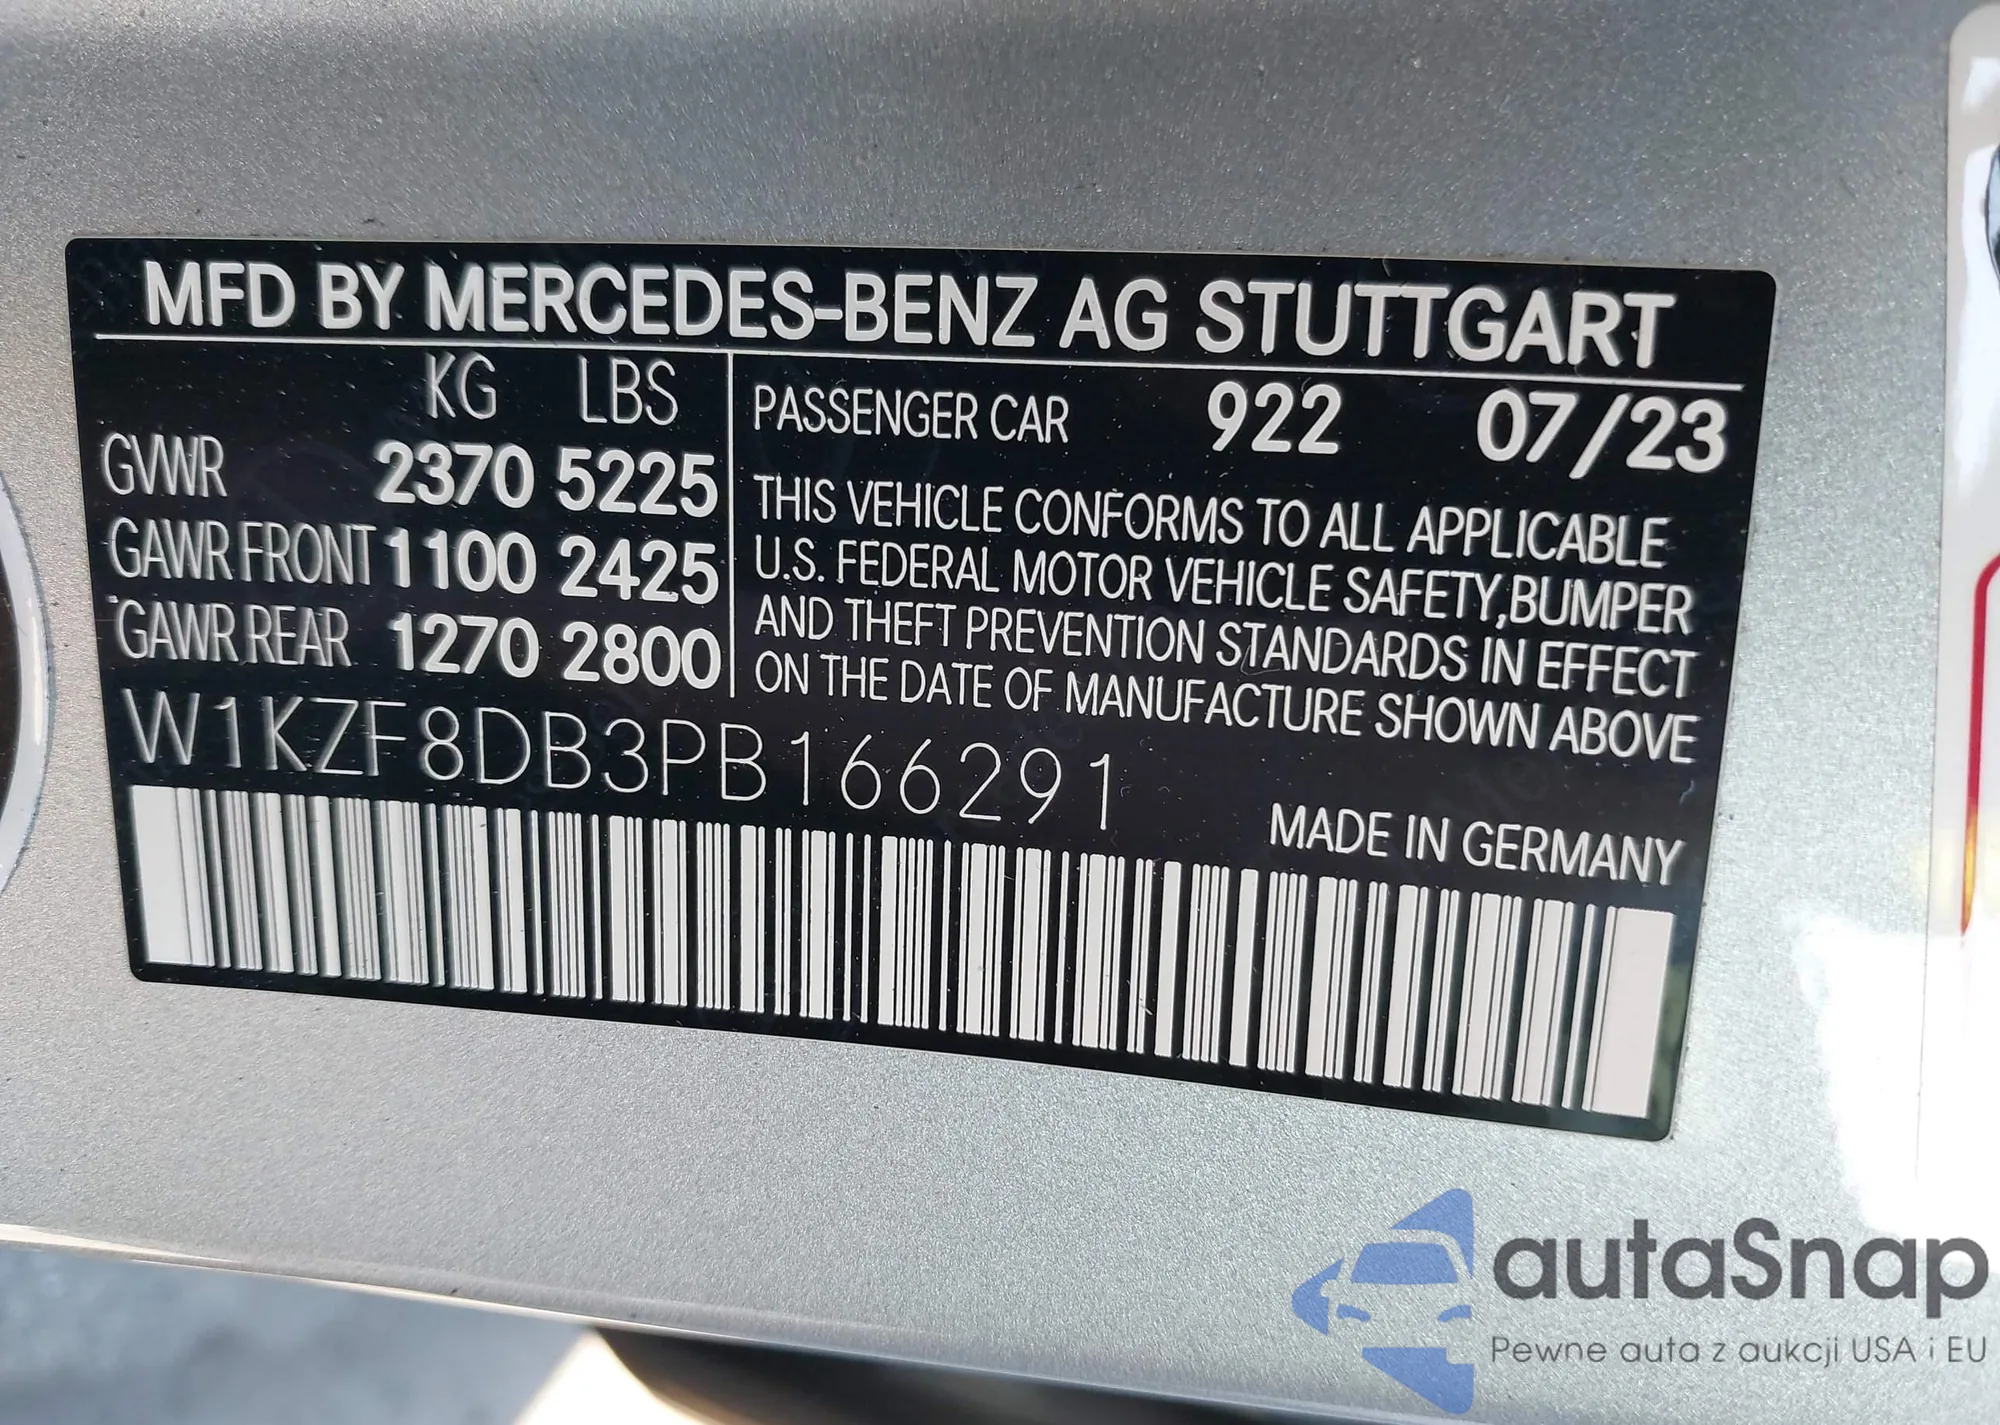 MFD BY MERCEDES-BENZ AG STUTTGART
KG LBS
GVWR 2370 5225
GAWR FRONT 1100 2425
GAWR REAR 1270 2800
PASSENGER CAR 922 07/23
THIS VEHICLE CONFORMS TO ALL APPLICABLE
U.S. FEDERAL MOTOR VEHICLE SAFETY,BUMPER
AND THEFT PREVENTION STANDARDS IN EFFECT
ON THE DATE OF MANUFACTURE SHOWN ABOVE
W1KZF8DB3PB166291
MADE IN GERMANY
autaSnap
Pewne auta z aukcji USA i EU